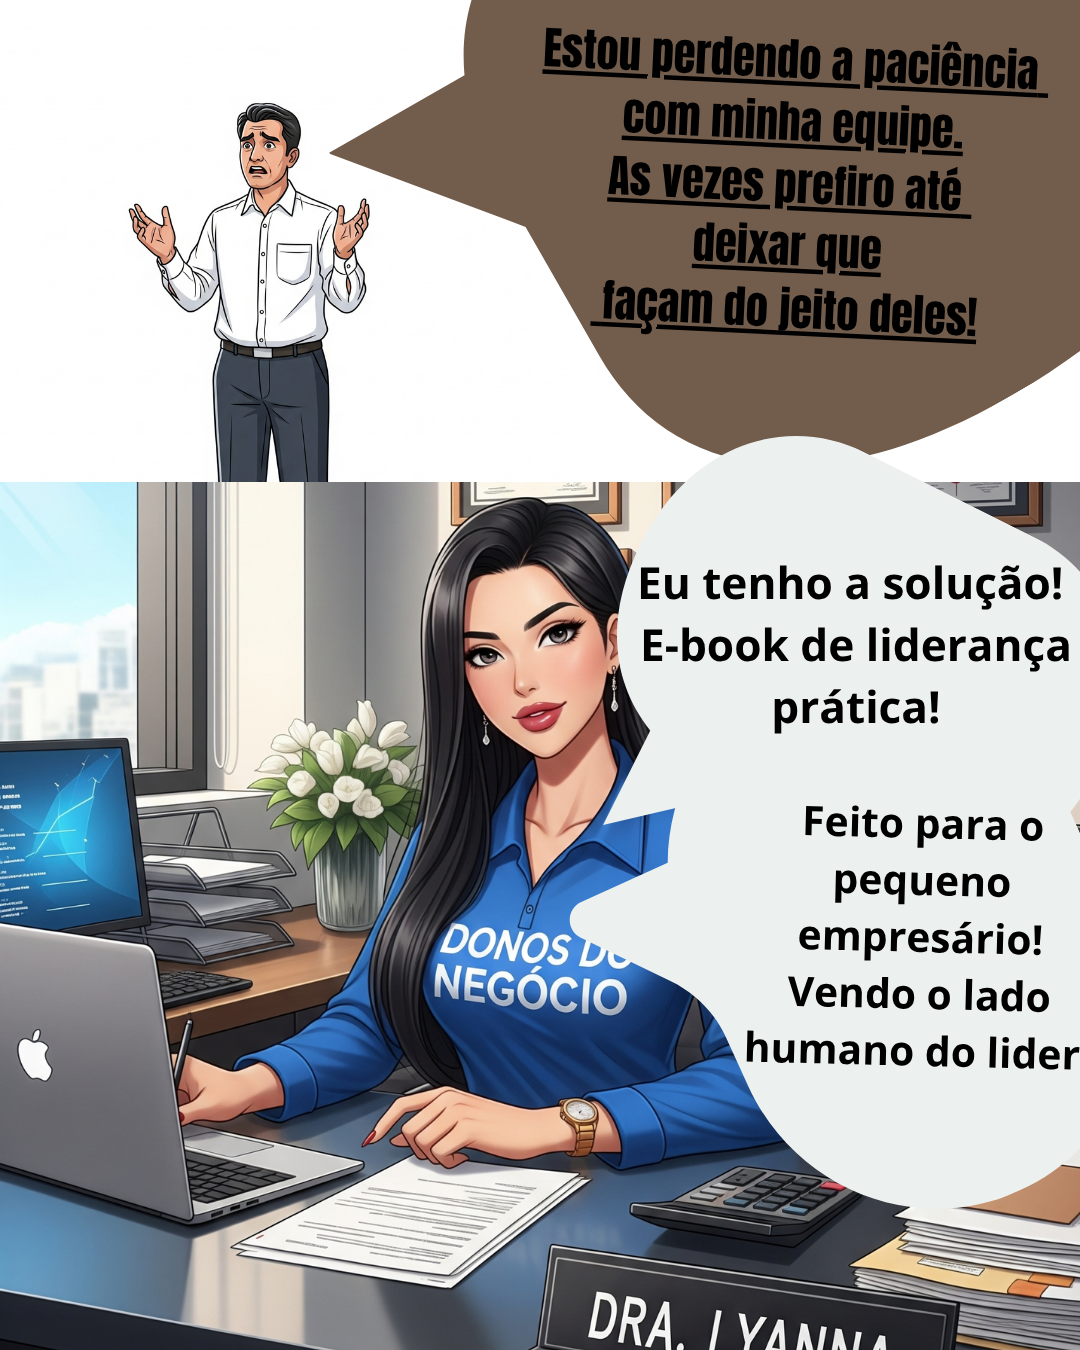 Estou perdendo a paciência
com minha equipe.
As vezes prefiro até
deixar que
façam do jeito deles!
Eu tenho a solução!
E-book de liderança
prática!
Feito para o
pequeno
empresário!
Vendo o lado
humano do lider
DONOS DO
NEGÓCIO
DRA. LYANNA